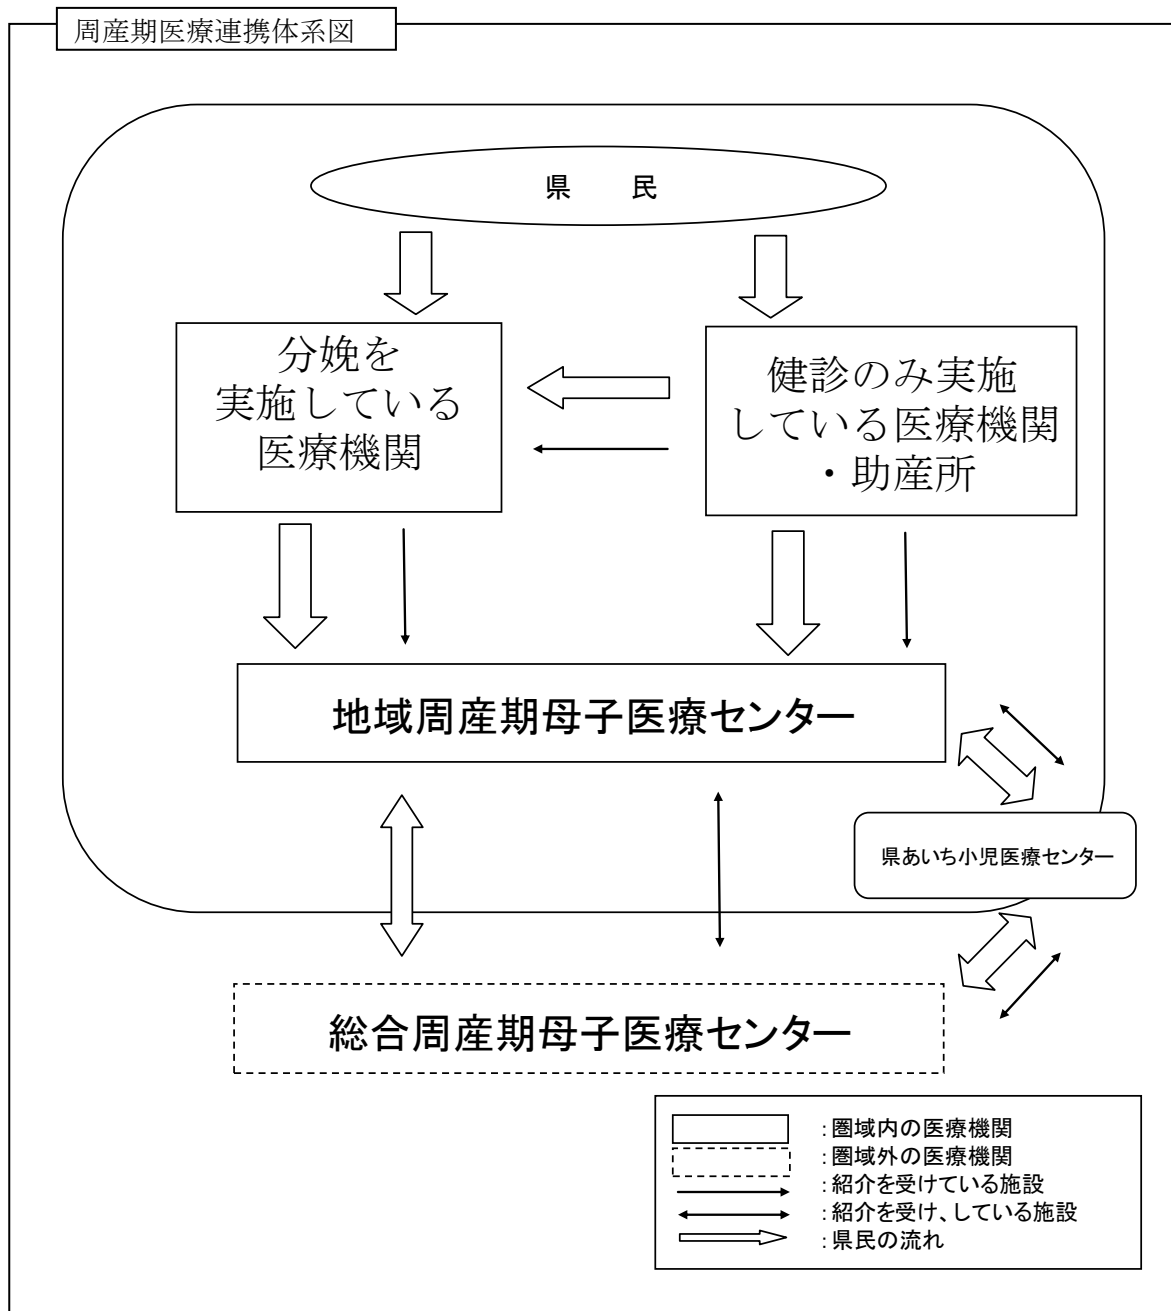 周産期医療連携体系図
県　　民
分娩を
実施している
医療機関
健診のみ実施
している医療機関
・助産所
地域周産期母子医療センター
県あいち小児医療センター
総合周産期母子医療センター
：圏域内の医療機関
：圏域外の医療機関
：紹介を受けている施設
：紹介を受け、している施設
：県民の流れ